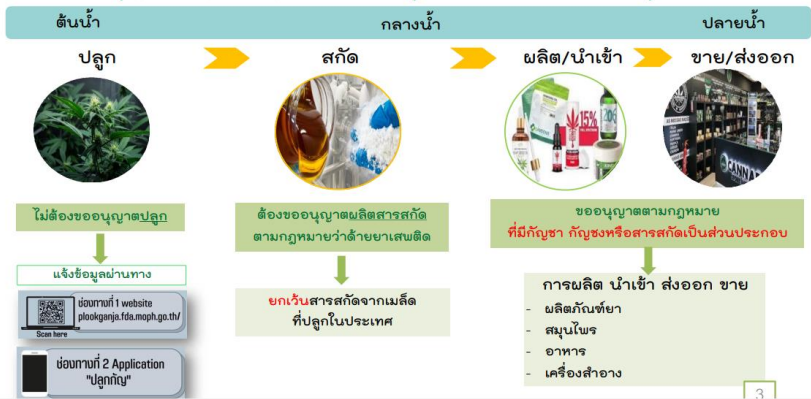 ต้นน้ำ
กลางน้ำ
ปลายน้ำ
ปลูก
สกัด
ผลิต/นำเข้า
ขาย/ส่งออก
15%
CANNA
ไม่ต้องขออนุญาตปลูก
แจ้งข้อมูลผ่านทาง
Scan here
ช่องทางที่ 1 website
plookganja.fda.moph.go.th/
ช่องทางที่ 2 Application
"ปลูกกัญ"
ต้องขออนุญาตผลิตสารสกัด
ตามกฎหมายว่าด้วยยาเสพติด
ยกเว้นสารสกัดจากเมล็ด
ที่ปลูกในประเทศ
ขออนุญาตตามกฎหมาย
ที่มีกัญชา กัญชงหรือสารสกัดเป็นส่วนประกอบ
การผลิต นำเข้า ส่งออก ขาย
- ผลิตภัณฑ์ยา
- สมุนไพร
- อาหาร
- เครื่องสำอาง
3